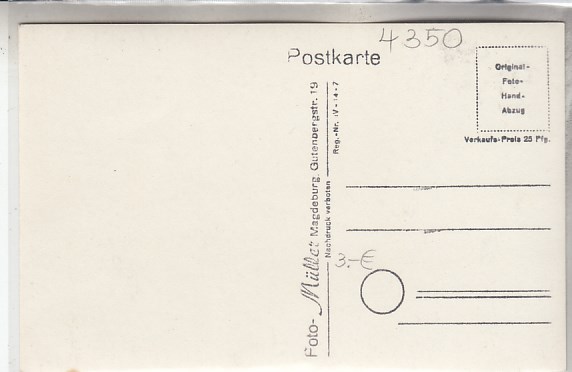 4350
Postkarte
Original-
Foto-
Hand-
Abzug
Verkaufs-Preis 25 Pfg.
Foto-Müller Magdeburg, Gutenbergstr. 19
Nachdruck verboten
Reg.-Nr. IV-14-7
3.-€